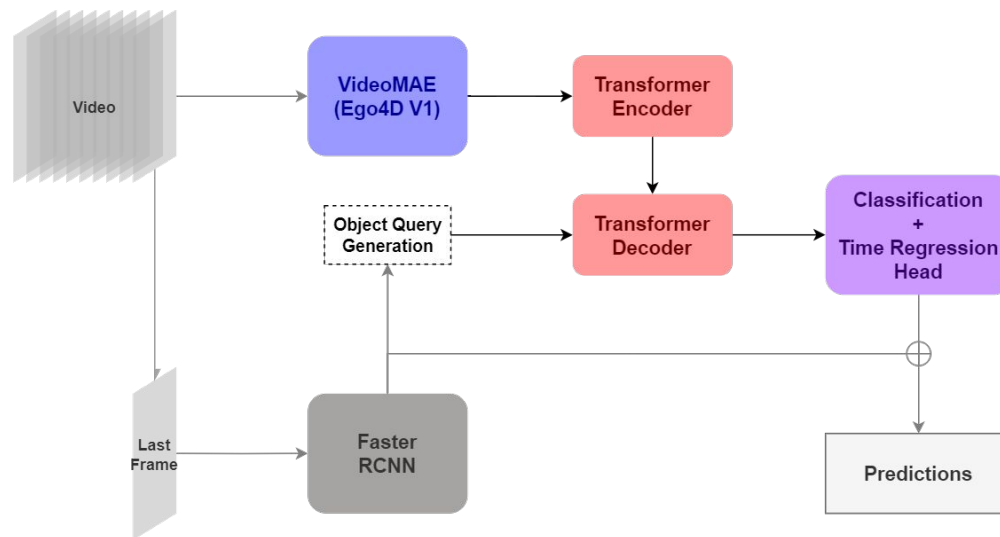 Video
VideoMAE
(Ego4D V1)
Transformer
Encoder
Object Query
Generation
Transformer
Decoder
Classification
+
Time Regression
Head
Last
Frame
Faster
RCNN
Predictions